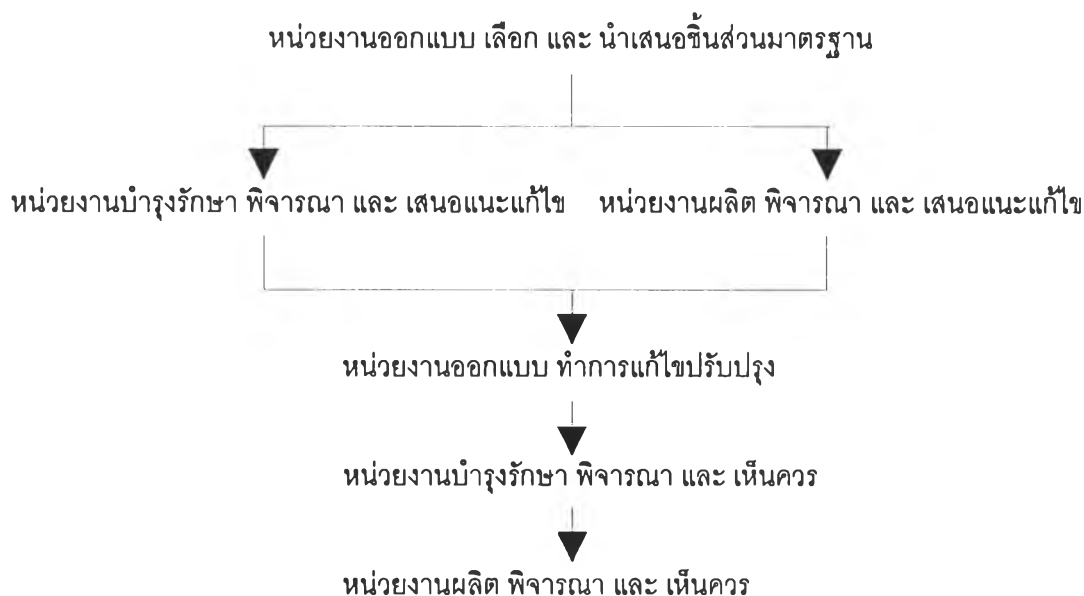 หน่วยงานออกแบบ เลือก และ นำเสนอชิ้นส่วนมาตรฐาน
หน่วยงานบำรุงรักษา พิจารณา และ เสนอแนะแก้ไข
หน่วยงานผลิต พิจารณา และ เสนอแนะแก้ไข
หน่วยงานออกแบบ ทำการแก้ไขปรับปรุง
หน่วยงานบำรุงรักษา พิจารณา และ เห็นควร
หน่วยงานผลิต พิจารณา และ เห็นควร